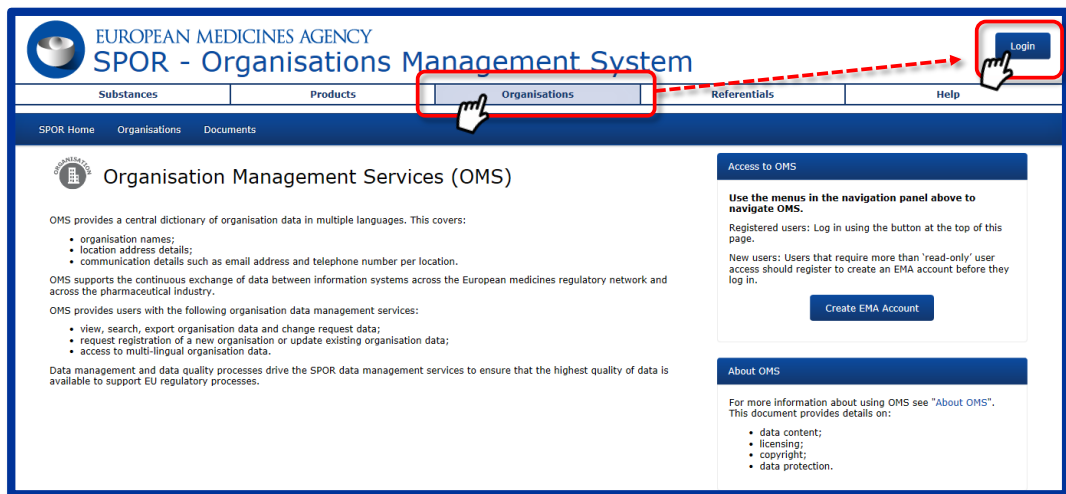 EUROPEAN MEDICINES AGENCY
SPOR - Organisations Management System
Login
Substances
Products
Organisations
Referentials
Help
SPOR Home
Organisations
Documents
ORGANISATION
Organisation Management Services (OMS)
OMS provides a central dictionary of organisation data in multiple languages. This covers:
• organisation names;
• location address details;
• communication details such as email address and telephone number per location.
OMS supports the continuous exchange of data between information systems across the European medicines regulatory network and
across the pharmaceutical industry.
OMS provides users with the following organisation data management services:
• view, search, export organisation data and change request data;
• request registration of a new organisation or update existing organisation data;
• access to multi-lingual organisation data.
Data management and data quality processes drive the SPOR data management services to ensure that the highest quality of data is
available to support EU regulatory processes.
Access to OMS
Use the menus in the navigation panel above to
navigate OMS.
Registered users: Log in using the button at the top of this
page.
New users: Users that require more than ‘read-only’ user
access should register to create an EMA account before they
log in.
Create EMA Account
About OMS
For more information about using OMS see "About OMS".
This document provides details on:
• data content;
• licensing;
• copyright;
• data protection.